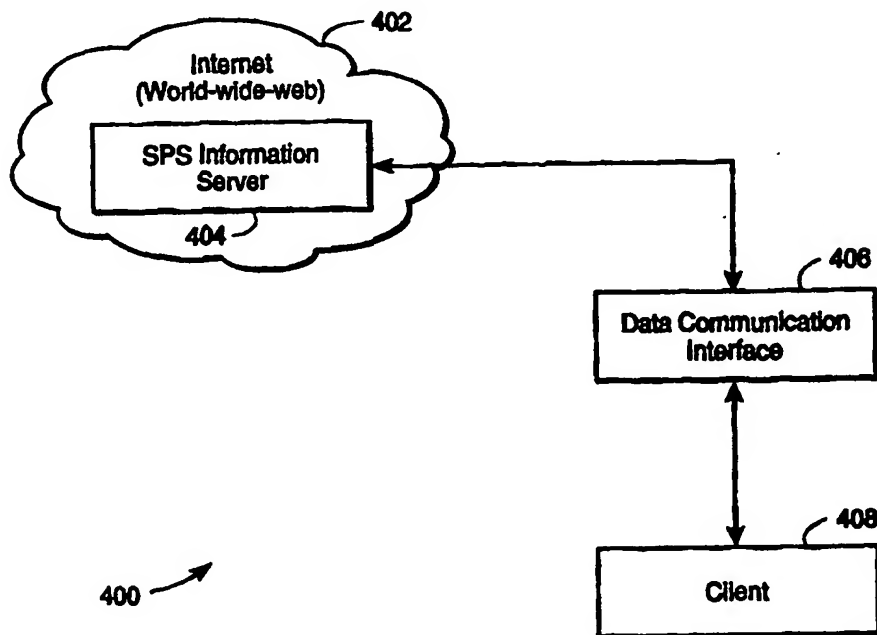 402
Internet
(World-wide-web)
SPS Information
Server
404
406
Data Communication
Interface
408
Client
400